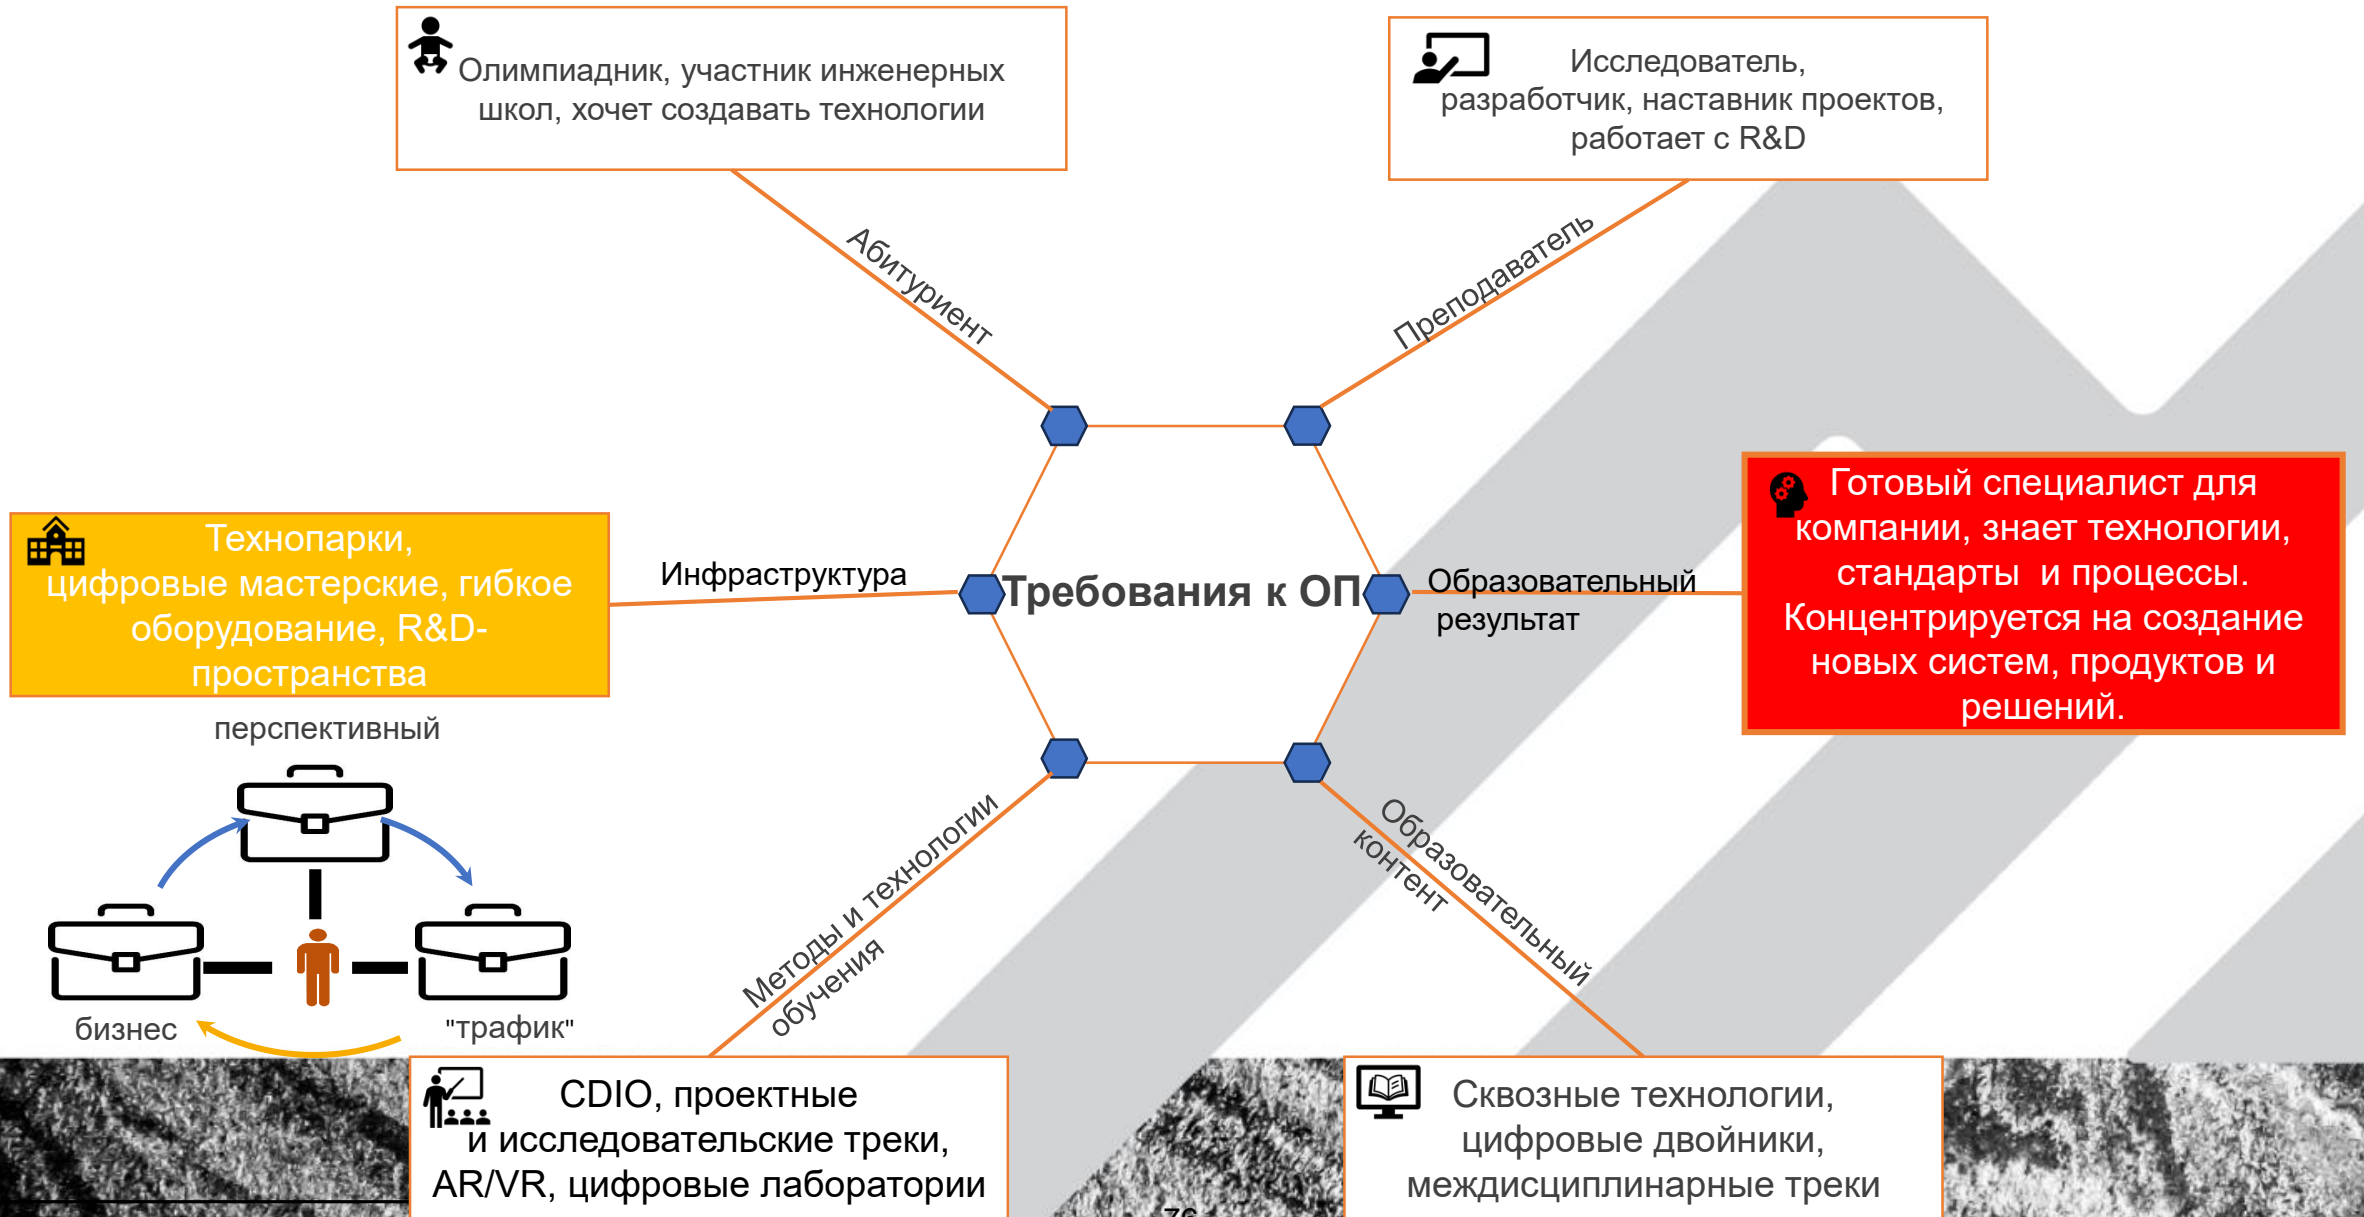 Олимпиадник, участник инженерных
школ, хочет создавать технологии
Исследователь,
разработчик, наставник проектов,
работает с R&D
Абитуриент
Преподаватель
Технопарки,
цифровые мастерские, гибкое
оборудование, R&D-
пространства
Инфраструктура
Требования к ОП
Образовательный
результат
Готовый специалист для
компании, знает технологии,
стандарты и процессы.
Концентрируется на создание
новых систем, продуктов и
решений.
перспективный
бизнес
"трафик"
Методы и технологии
обучения
Образовательный
контент
CDIO, проектные
и исследовательские треки,
AR/VR, цифровые лаборатории
Сквозные технологии,
цифровые двойники,
междисциплинарные треки